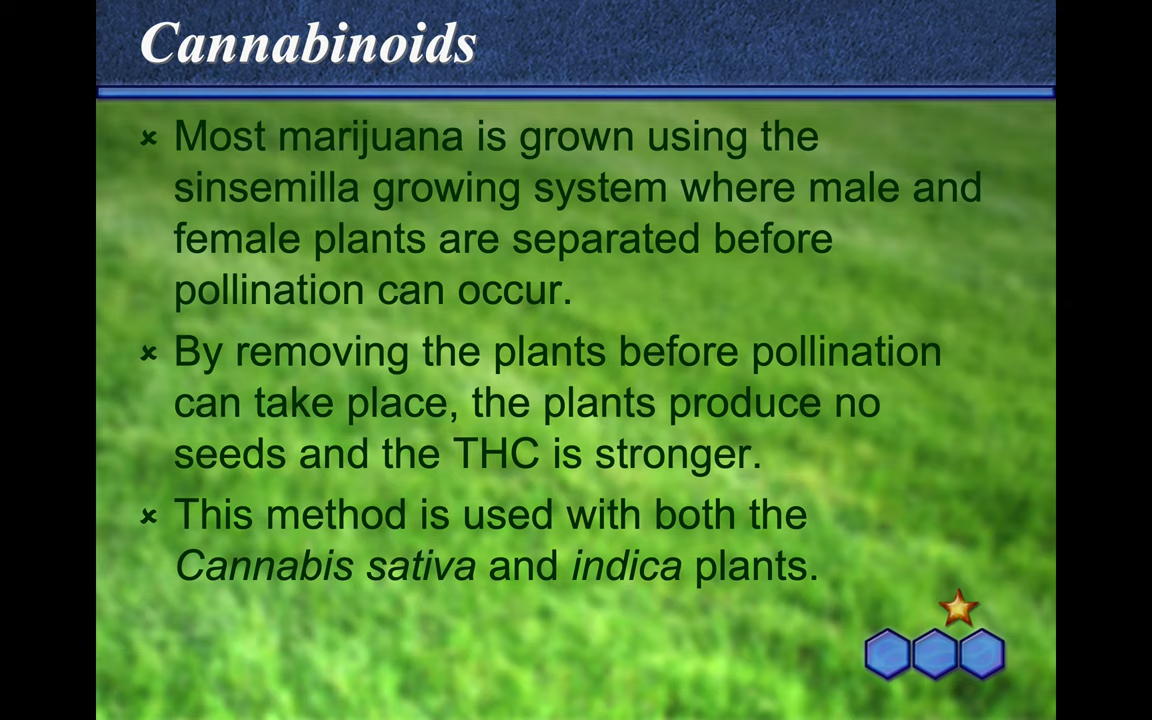 Cannabinoids
Most marijuana is grown using the
sinsemilla growing system where male and
female plants are separated before
pollination can occur.
By removing the plants before pollination
can take place, the plants produce no
seeds and the THC is stronger.
This method is used with both the
Cannabis sativa and indica plants.